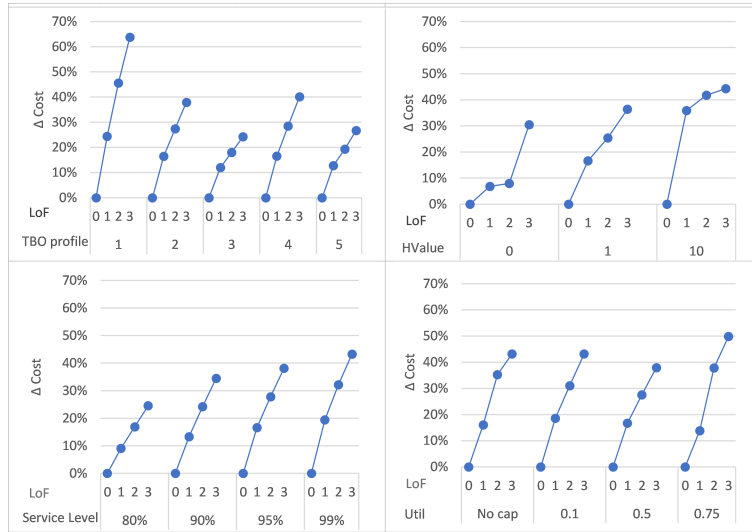 70%
60%
50%
40%
30%
20%
10%
0%
Δ Cost
LoF 0 1 2 3 0 1 2 3 0 1 2 3 0 1 2 3 0 1 2 3
TBO profile 1 2 3 4 5
70%
60%
50%
40%
30%
20%
10%
0%
Δ Cost
LoF 0 1 2 3 0 1 2 3 0 1 2 3
HValue 0 1 10
70%
60%
50%
40%
30%
20%
10%
0%
Δ Cost
LoF 0 1 2 3 0 1 2 3 0 1 2 3 0 1 2 3
Service Level 80% 90% 95% 99%
70%
60%
50%
40%
30%
20%
10%
0%
Δ Cost
LoF 0 1 2 3 0 1 2 3 0 1 2 3 0 1 2 3
Util No cap 0.1 0.5 0.75